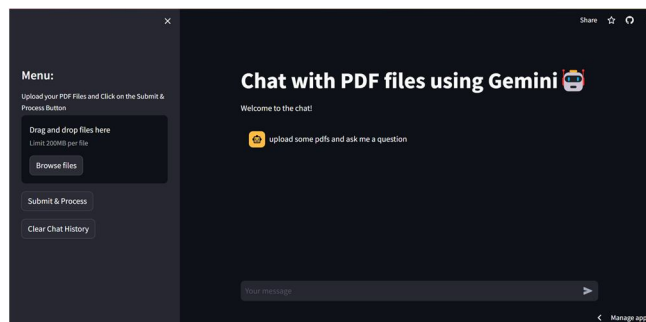 Share
Menu:
Upload your PDF Files and Click on the Submit &
Process Button
Drag and drop files here
Limit 200MB per file
Browse files
Submit & Process
Clear Chat History
Chat with PDF files using Gemini
Welcome to the chat!
upload some pdfs and ask me a question
Your message
Manage app